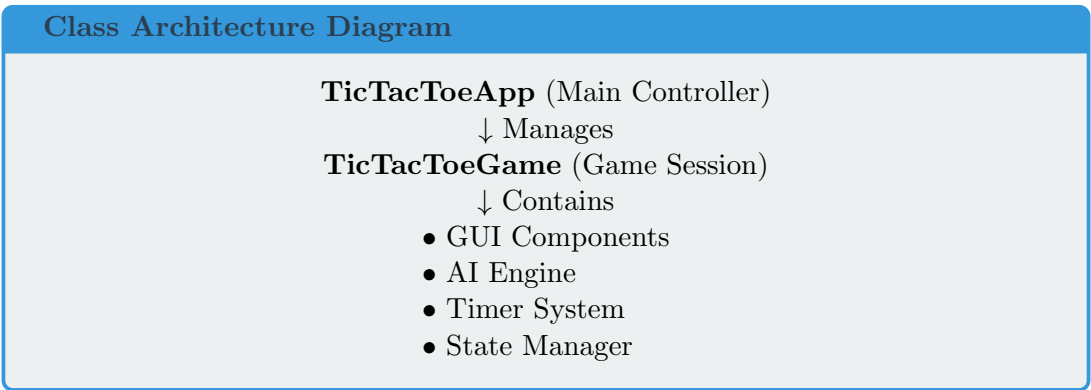 Class Architecture Diagram
TicTacToeApp (Main Controller)
↓ Manages
TicTacToeGame (Game Session)
↓ Contains
• GUI Components
• AI Engine
• Timer System
• State Manager